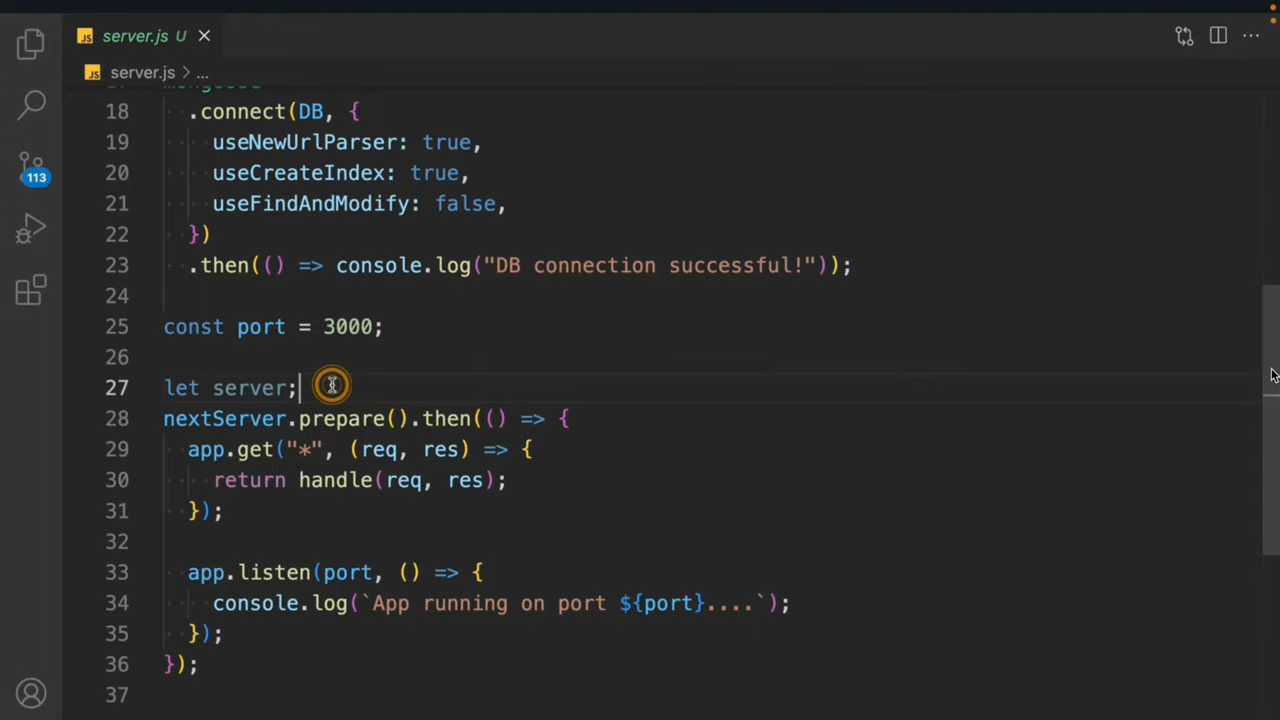 server.js U
server.js > ...
18 .connect(DB, {
19 useNewUrlParser: true,
20 useCreateIndex: true,
21 useFindAndModify: false,
22 })
23 .then(() => console.log("DB connection successful!"));
24
25 const port = 3000;
26
27 let server;
28 nextServer.prepare().then(() => {
29 app.get("*", (req, res) => {
30 return handle(req, res);
31 });
32
33 app.listen(port, () => {
34 console.log(`App running on port ${port}....`);
35 });
36 });
37
113